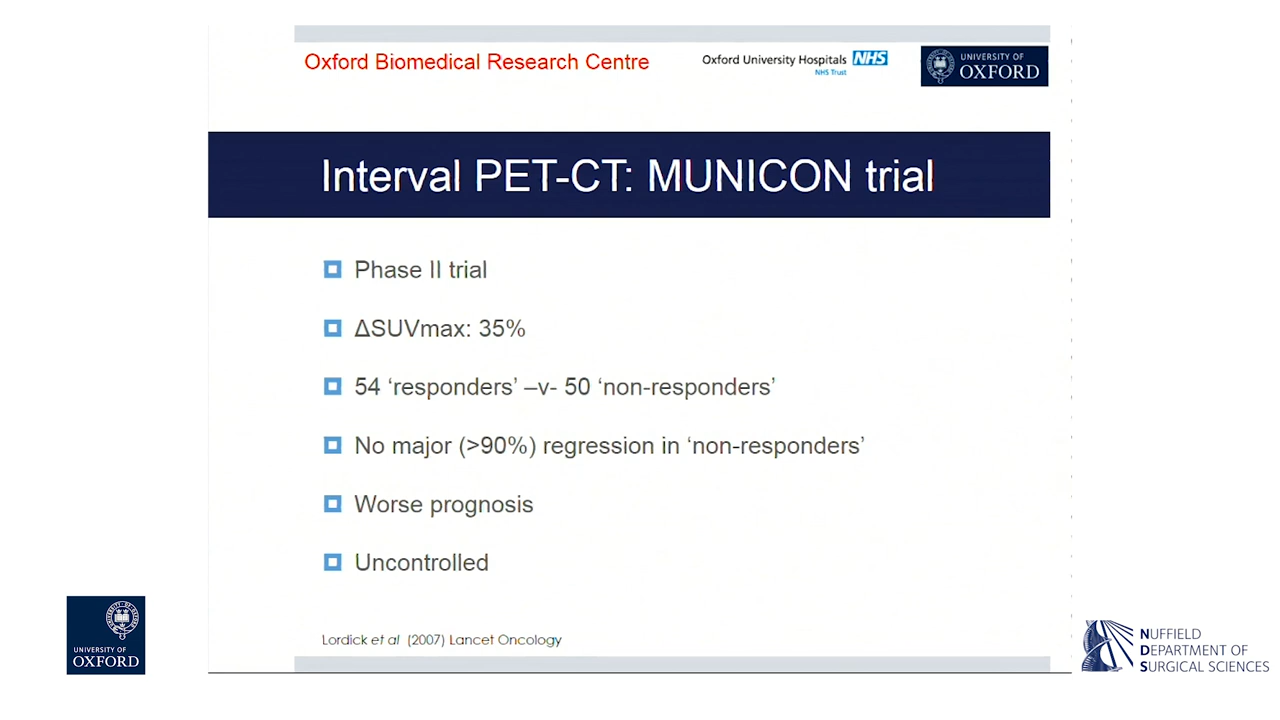 Oxford Biomedical Research Centre
Oxford University Hospitals NHS
NHS Trust
UNIVERSITY OF
OXFORD
Interval PET-CT: MUNICON trial
Phase II trial
ΔSUVmax: 35%
54 ‘responders’ –v- 50 ‘non-responders’
No major (>90%) regression in ‘non-responders’
Worse prognosis
Uncontrolled
Lordick et al (2007) Lancet Oncology
UNIVERSITY OF
OXFORD
NUFFIELD
DEPARTMENT OF
SURGICAL SCIENCES